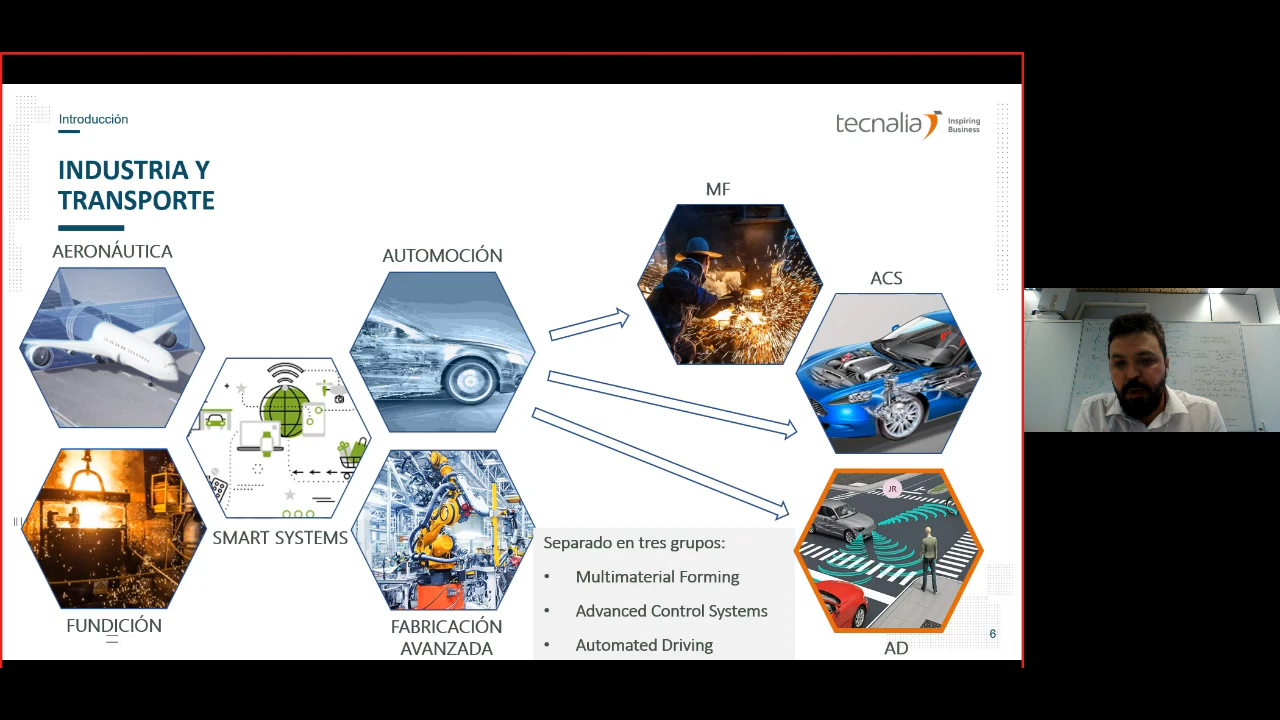 Introducción
tecnalia
Inspiring
Business
INDUSTRIA Y
TRANSPORTE
MF
AERONÁUTICA
AUTOMOCIÓN
ACS
JR
SMART SYSTEMS
Separado en tres grupos:
• Multimaterial Forming
• Advanced Control Systems
• Automated Driving
FUNDICIÓN
FABRICACIÓN
AVANZADA
6
AD